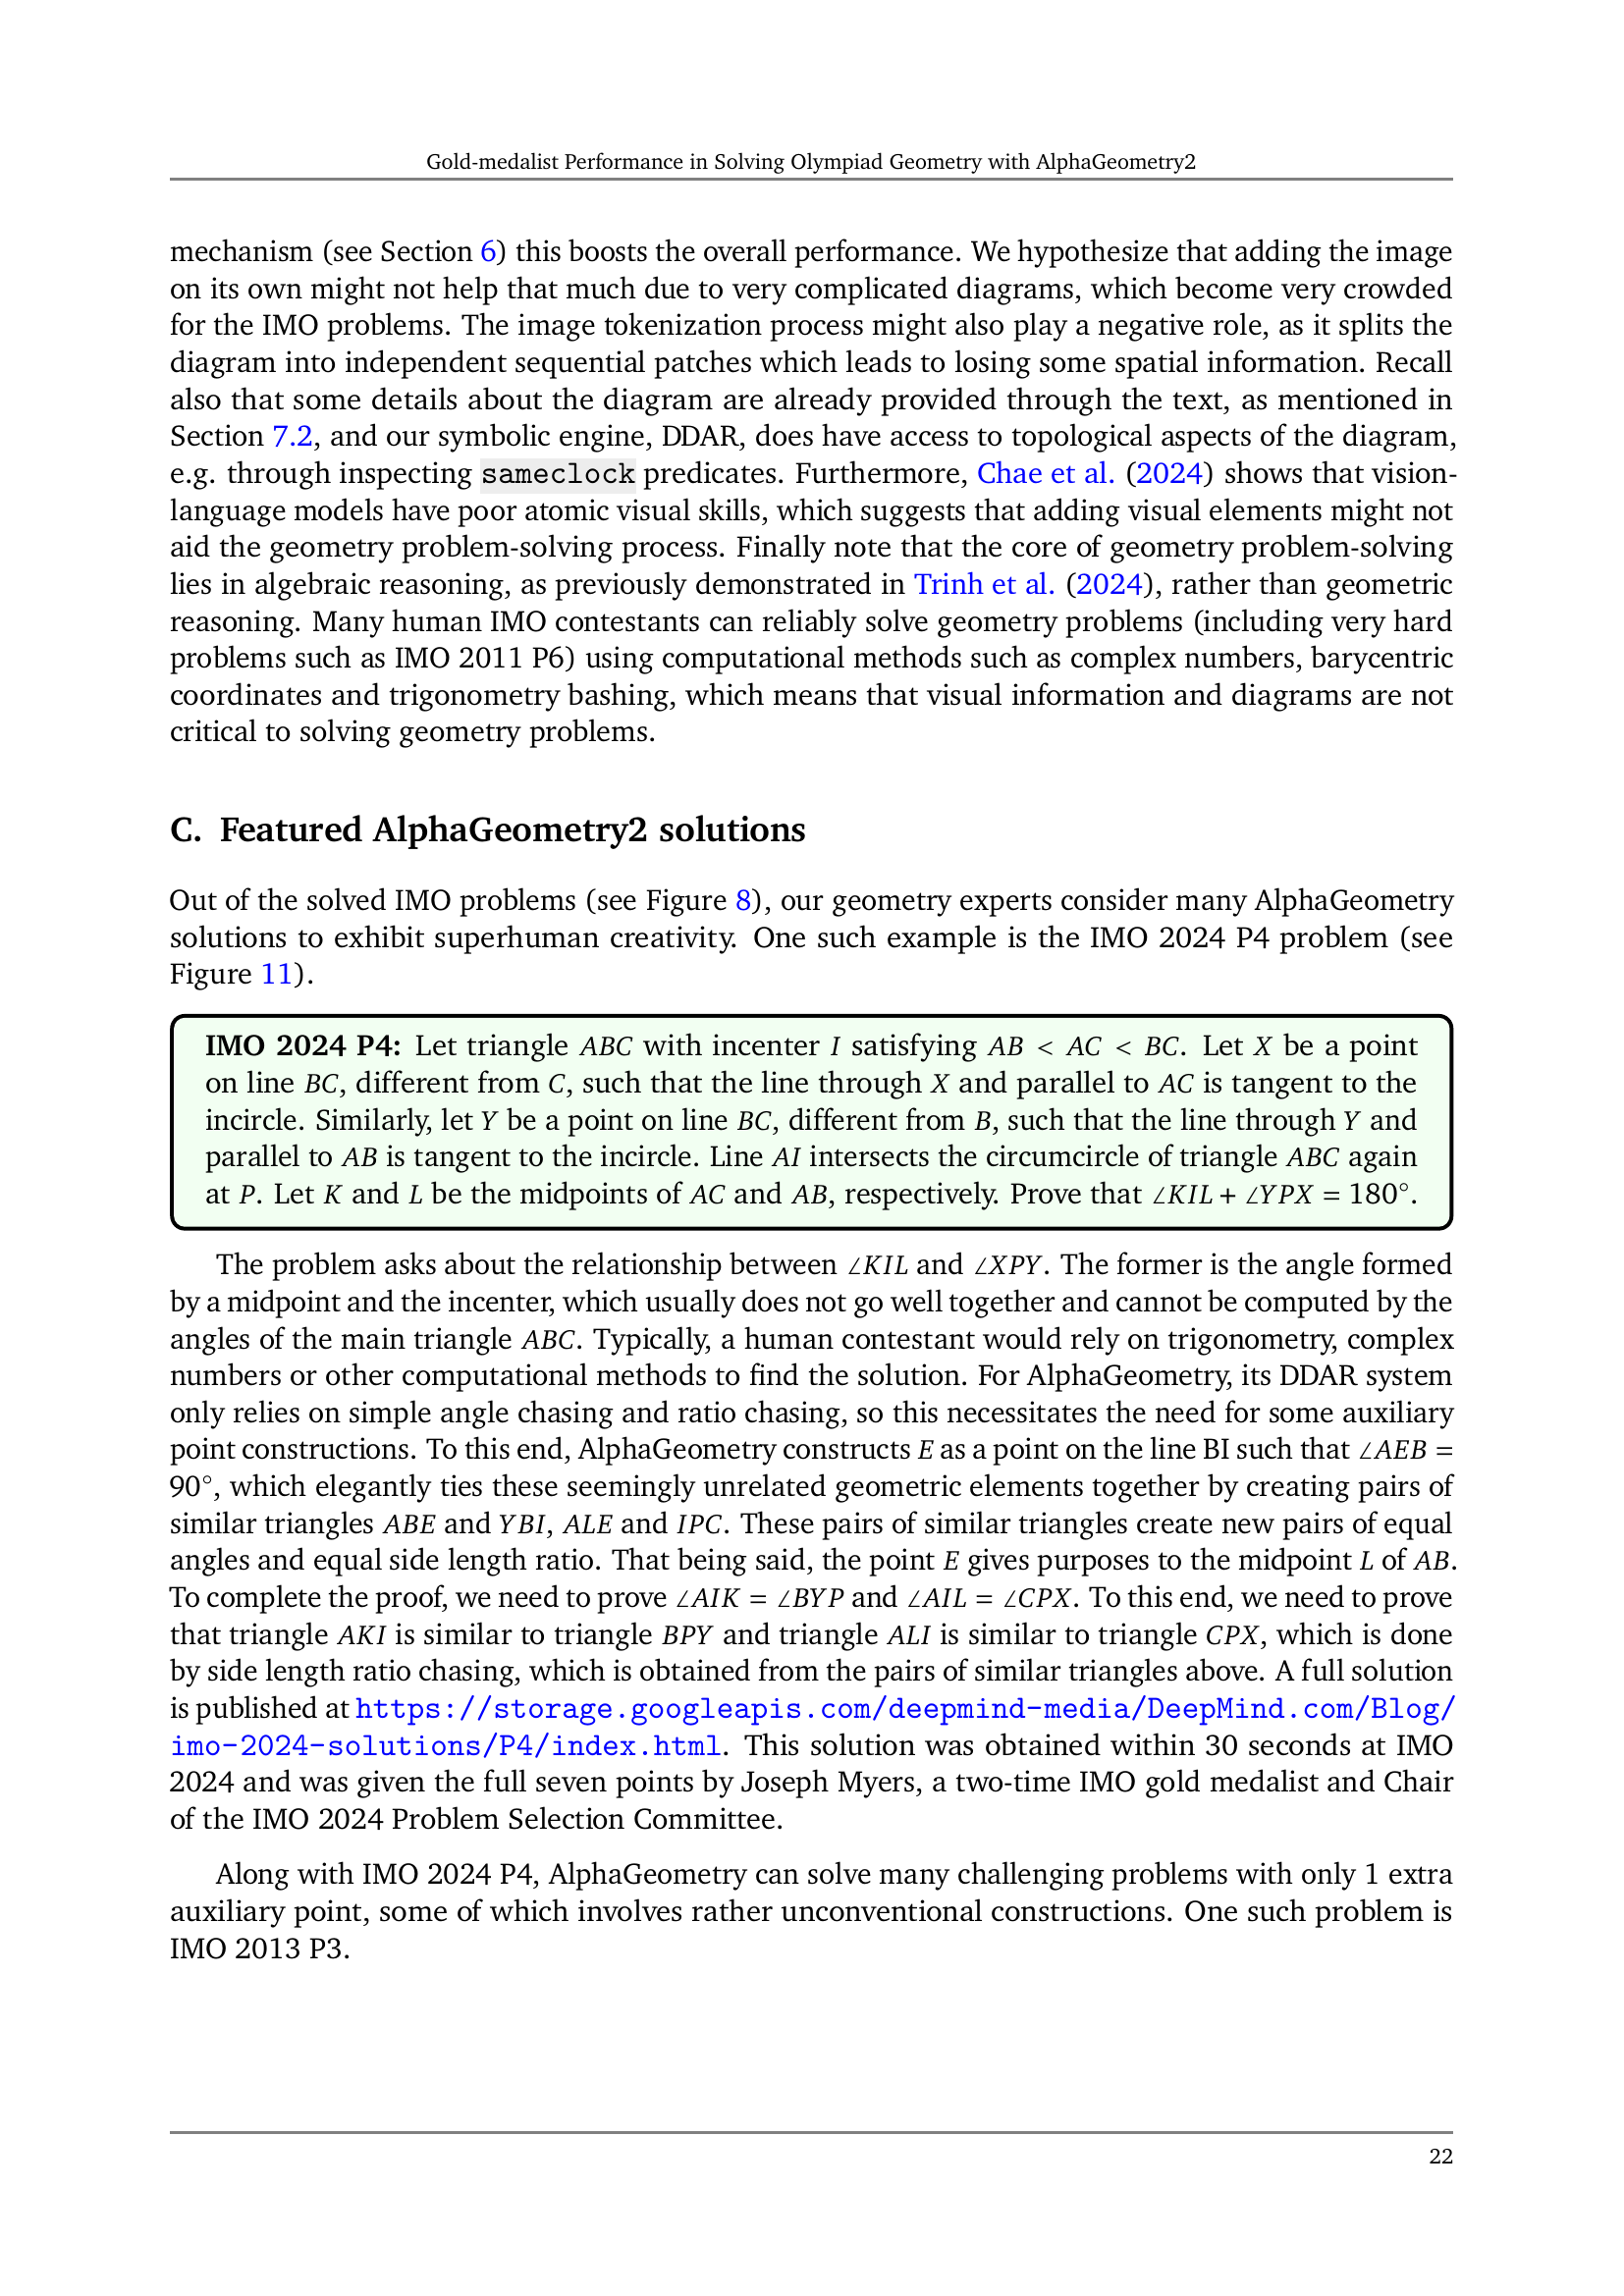 Gold-medalist Performance in Solving Olympiad Geometry with AlphaGeometry2
mechanism (see Section 6) this boosts the overall performance. We hypothesize that adding the image
on its own might not help that much due to very complicated diagrams, which become very crowded
for the IMO problems. The image tokenization process might also play a negative role, as it splits the
diagram into independent sequential patches which leads to losing some spatial information. Recall
also that some details about the diagram are already provided through the text, as mentioned in
Section 7.2, and our symbolic engine, DDAR, does have access to topological aspects of the diagram,
e.g. through inspecting sameclock predicates. Furthermore, Chae et al. (2024) shows that vision-
language models have poor atomic visual skills, which suggests that adding visual elements might not
aid the geometry problem-solving process. Finally note that the core of geometry problem-solving
lies in algebraic reasoning, as previously demonstrated in Trinh et al. (2024), rather than geometric
reasoning. Many human IMO contestants can reliably solve geometry problems (including very hard
problems such as IMO 2011 P6) using computational methods such as complex numbers, barycentric
coordinates and trigonometry bashing, which means that visual information and diagrams are not
critical to solving geometry problems.
C. Featured AlphaGeometry2 solutions
Out of the solved IMO problems (see Figure 8), our geometry experts consider many AlphaGeometry
solutions to exhibit superhuman creativity. One such example is the IMO 2024 P4 problem (see
Figure 11).
IMO 2024 P4: Let triangle ABC with incenter I satisfying AB < AC < BC. Let X be a point
on line BC, different from C, such that the line through X and parallel to AC is tangent to the
incircle. Similarly, let Y be a point on line BC, different from B, such that the line through Y and
parallel to AB is tangent to the incircle. Line AI intersects the circumcircle of triangle ABC again
at P. Let K and L be the midpoints of AC and AB, respectively. Prove that ∠KIL + ∠YPX = 180°.
The problem asks about the relationship between ∠KIL and ∠XPY. The former is the angle formed
by a midpoint and the incenter, which usually does not go well together and cannot be computed by the
angles of the main triangle ABC. Typically, a human contestant would rely on trigonometry, complex
numbers or other computational methods to find the solution. For AlphaGeometry, its DDAR system
only relies on simple angle chasing and ratio chasing, so this necessitates the need for some auxiliary
point constructions. To this end, AlphaGeometry constructs E as a point on the line BI such that ∠AEB =
90°, which elegantly ties these seemingly unrelated geometric elements together by creating pairs of
similar triangles ABE and YBI, ALE and IPC. These pairs of similar triangles create new pairs of equal
angles and equal side length ratio. That being said, the point E gives purposes to the midpoint L of AB.
To complete the proof, we need to prove ∠AIK = ∠BYP and ∠AIL = ∠CPX. To this end, we need to prove
that triangle AKI is similar to triangle BPY and triangle ALI is similar to triangle CPX, which is done
by side length ratio chasing, which is obtained from the pairs of similar triangles above. A full solution
is published at https://storage.googleapis.com/deepmind-media/DeepMind.com/Blog/
imo-2024-solutions/P4/index.html. This solution was obtained within 30 seconds at IMO
2024 and was given the full seven points by Joseph Myers, a two-time IMO gold medalist and Chair
of the IMO 2024 Problem Selection Committee.
Along with IMO 2024 P4, AlphaGeometry can solve many challenging problems with only 1 extra
auxiliary point, some of which involves rather unconventional constructions. One such problem is
IMO 2013 P3.
22